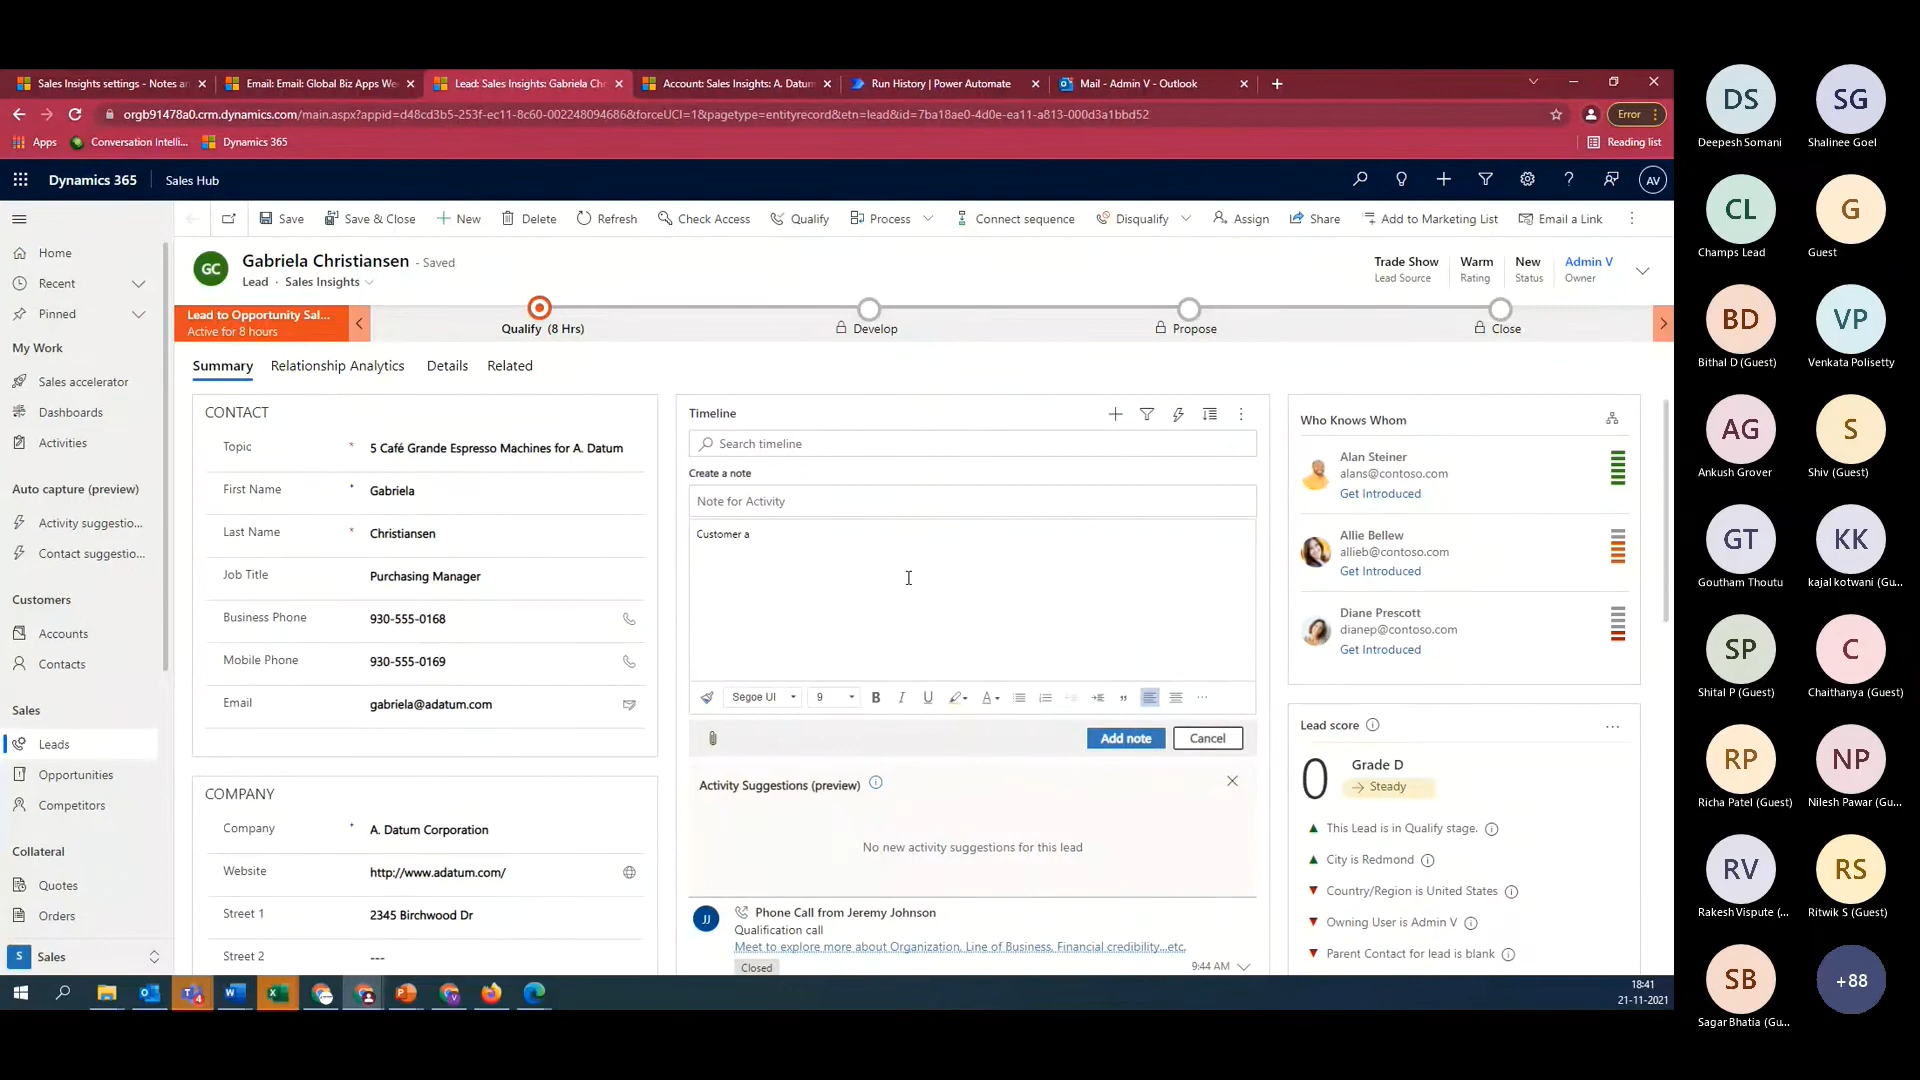 Sales Insights settings - Notes an
Email: Email: Global Biz Apps We
Lead: Sales Insights: Gabriela Chr
Account: Sales Insights: A. Datum
Run History | Power Automate
Mail - Admin V - Outlook
orgb91478a0.crm.dynamics.com/main.aspx?appid=d48cd3b5-253f-ec11-8c60-002248094686&forceUCI=1&pagetype=entityrecord&etn=lead&id=7ba18ae0-4d0e-ea11-a813-000d3a1bbd52
Error
Apps
Conversation Intelli...
Dynamics 365
Reading list
Dynamics 365
Sales Hub
AV
Save
Save & Close
New
Delete
Refresh
Check Access
Qualify
Process
Connect sequence
Disqualify
Assign
Share
Add to Marketing List
Email a Link
GC
Gabriela Christiansen - Saved
Lead · Sales Insights
Trade Show
Lead Source
Warm
Rating
New
Status
Admin V
Owner
Lead to Opportunity Sal...
Active for 8 hours
Qualify (8 Hrs)
Develop
Propose
Close
Home
Recent
Pinned
My Work
Sales accelerator
Dashboards
Activities
Auto capture (preview)
Activity suggestio...
Contact suggestio...
Customers
Accounts
Contacts
Sales
Leads
Opportunities
Competitors
Collateral
Quotes
Orders
S Sales
Summary
Relationship Analytics
Details
Related
CONTACT
Topic * 5 Café Grande Espresso Machines for A. Datum
First Name * Gabriela
Last Name * Christiansen
Job Title Purchasing Manager
Business Phone 930-555-0168
Mobile Phone 930-555-0169
Email gabriela@adatum.com
COMPANY
Company * A. Datum Corporation
Website http://www.adatum.com/
Street 1 2345 Birchwood Dr
Street 2 ---
Timeline
Search timeline
Create a note
Note for Activity
Customer a
Segoe UI 9 B I U A
Add note
Cancel
Activity Suggestions (preview)
No new activity suggestions for this lead
JJ
Phone Call from Jeremy Johnson
Qualification call
Meet to explore more about Organization, Line of Business, Financial credibility...etc.
Closed
9:44 AM
Who Knows Whom
Alan Steiner
alans@contoso.com
Get Introduced
Allie Bellew
allieb@contoso.com
Get Introduced
Diane Prescott
dianep@contoso.com
Get Introduced
Lead score
0
Grade D
Steady
This Lead is in Qualify stage.
City is Redmond
Country/Region is United States
Owning User is Admin V
Parent Contact for lead is blank
18:41
21-11-2021
DS
Deepesh Somani
SG
Shalinee Goel
CL
Champs Lead
G
Guest
BD
Bithal D (Guest)
VP
Venkata Polisetty
AG
Ankush Grover
S
Shiv (Guest)
GT
Goutham Thoutu
KK
kajal kotwani (Gu...
SP
Shital P (Guest)
C
Chaithanya (Guest)
RP
Richa Patel (Guest)
NP
Nilesh Pawar (Gu...
RV
Rakesh Vispute (...
RS
Ritwik S (Guest)
SB
Sagar Bhatia (Gu...
+88